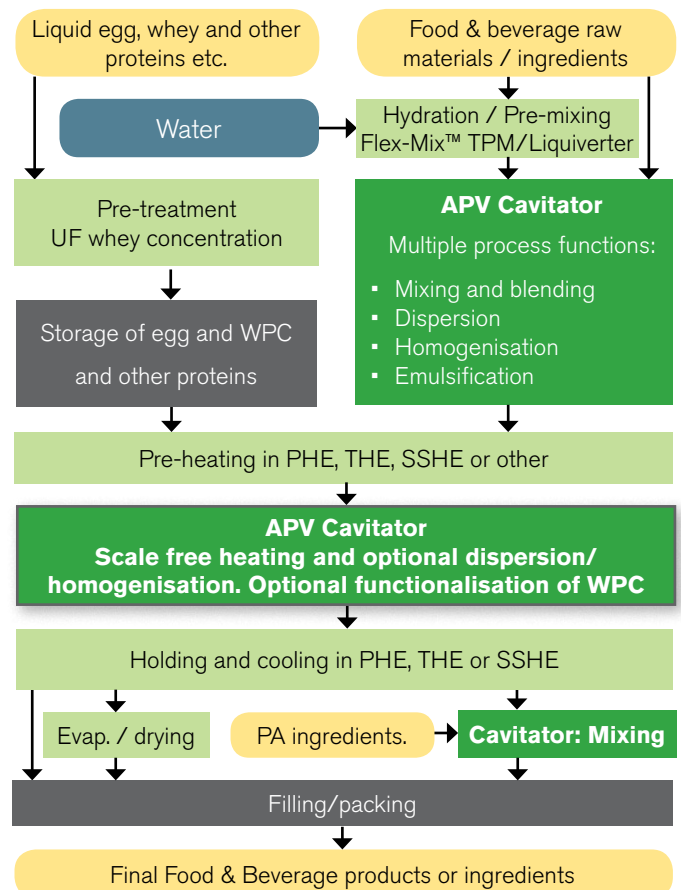 Liquid egg, whey and other
proteins etc.
Food & beverage raw
materials / ingredients
Water
Hydration / Pre-mixing
Flex-Mix™ TPM/Liquiverter
Pre-treatment
UF whey concentration
APV Cavitator
Multiple process functions:
▪ Mixing and blending
▪ Dispersion
▪ Homogenisation
▪ Emulsification
Storage of egg and WPC
and other proteins
Pre-heating in PHE, THE, SSHE or other
APV Cavitator
Scale free heating and optional dispersion/
homogenisation. Optional functionalisation of WPC
Holding and cooling in PHE, THE or SSHE
Evap. / drying
PA ingredients.
Cavitator: Mixing
Filling/packing
Final Food & Beverage products or ingredients